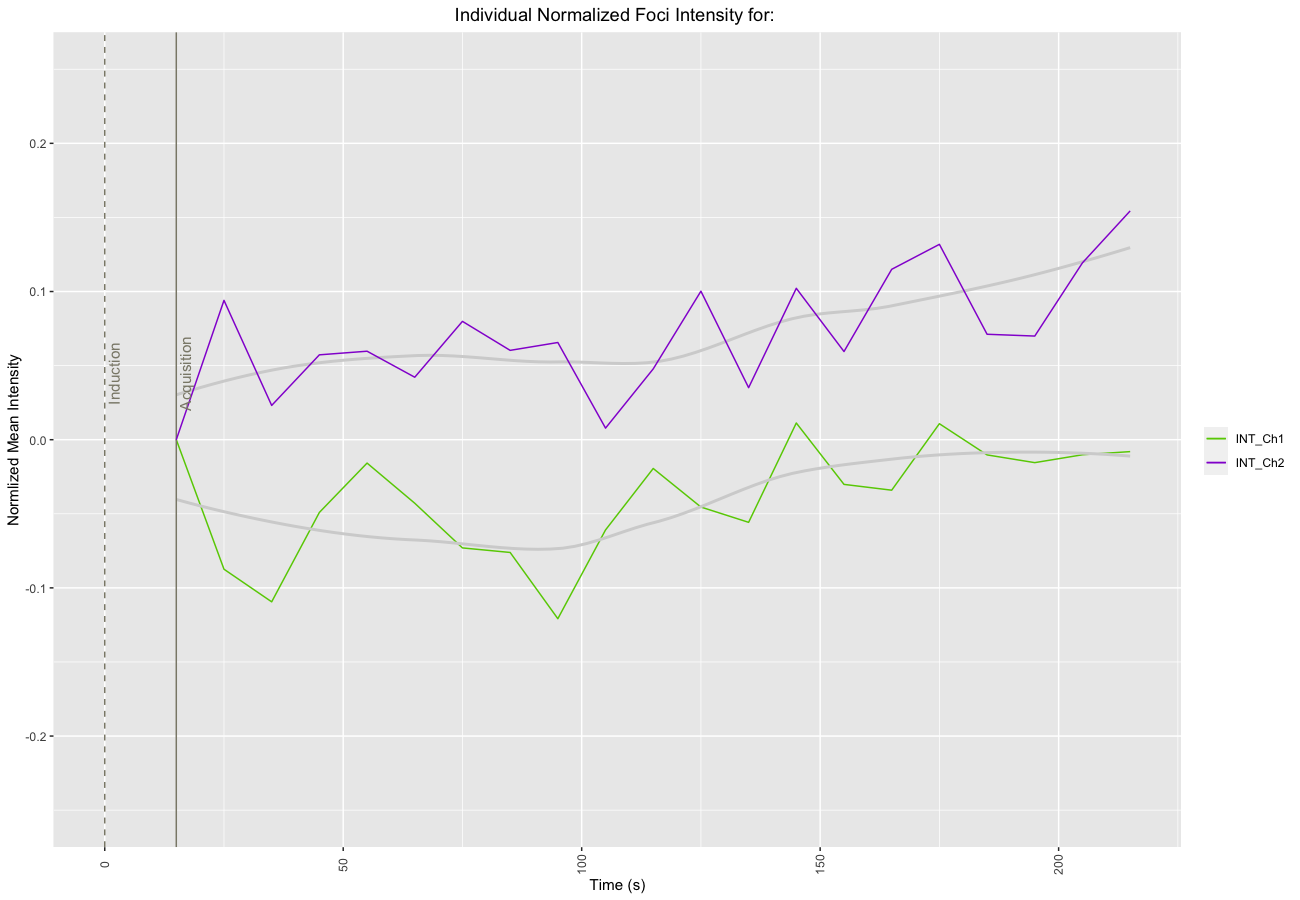 Individual Normalized Foci Intensity for:
Normlized Mean Intensity
0.2
0.1
0.0
-0.1
-0.2
Induction
Acquisition
INT_Ch1
INT_Ch2
0
50
100
150
200
Time (s)